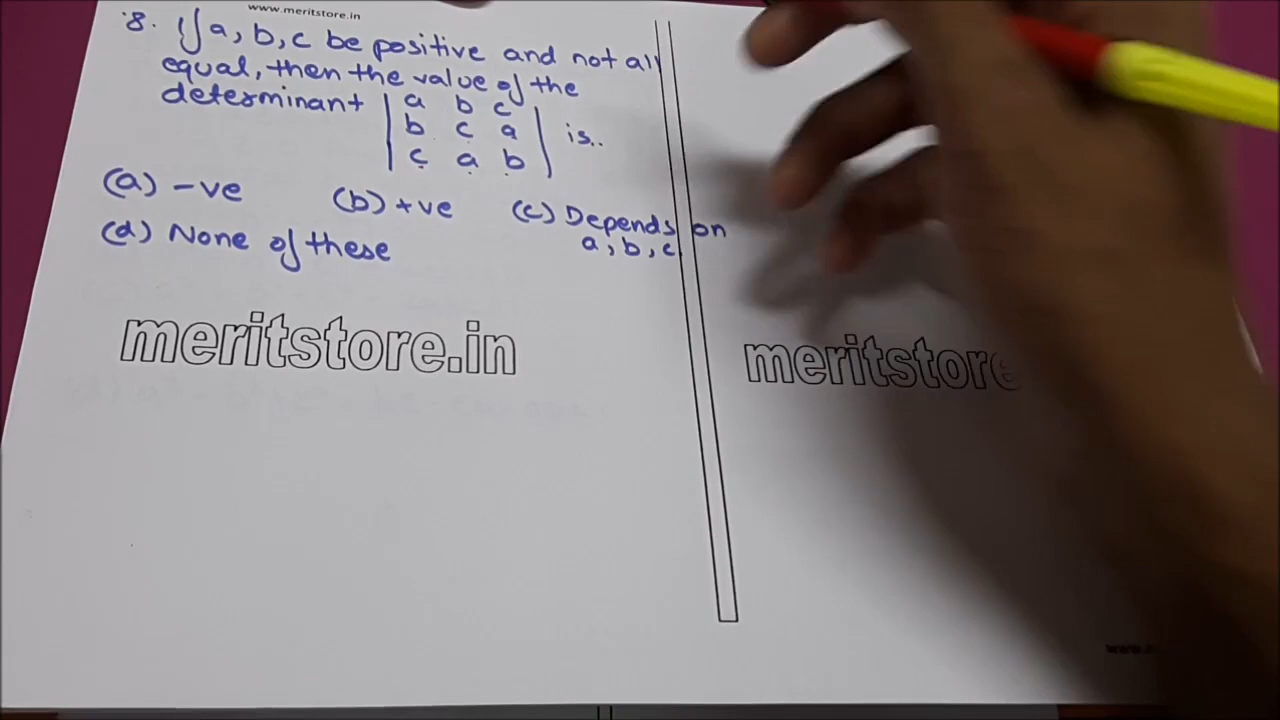 www.meritstore.in
8. If a, b, c be positive and not all
equal, then the value of the
determinant | a b c |
| b c a | is..
| c a b |
(a) -ve (b) +ve (c) Depends on
a, b, c
(d) None of these
meritstore.in
meritstore